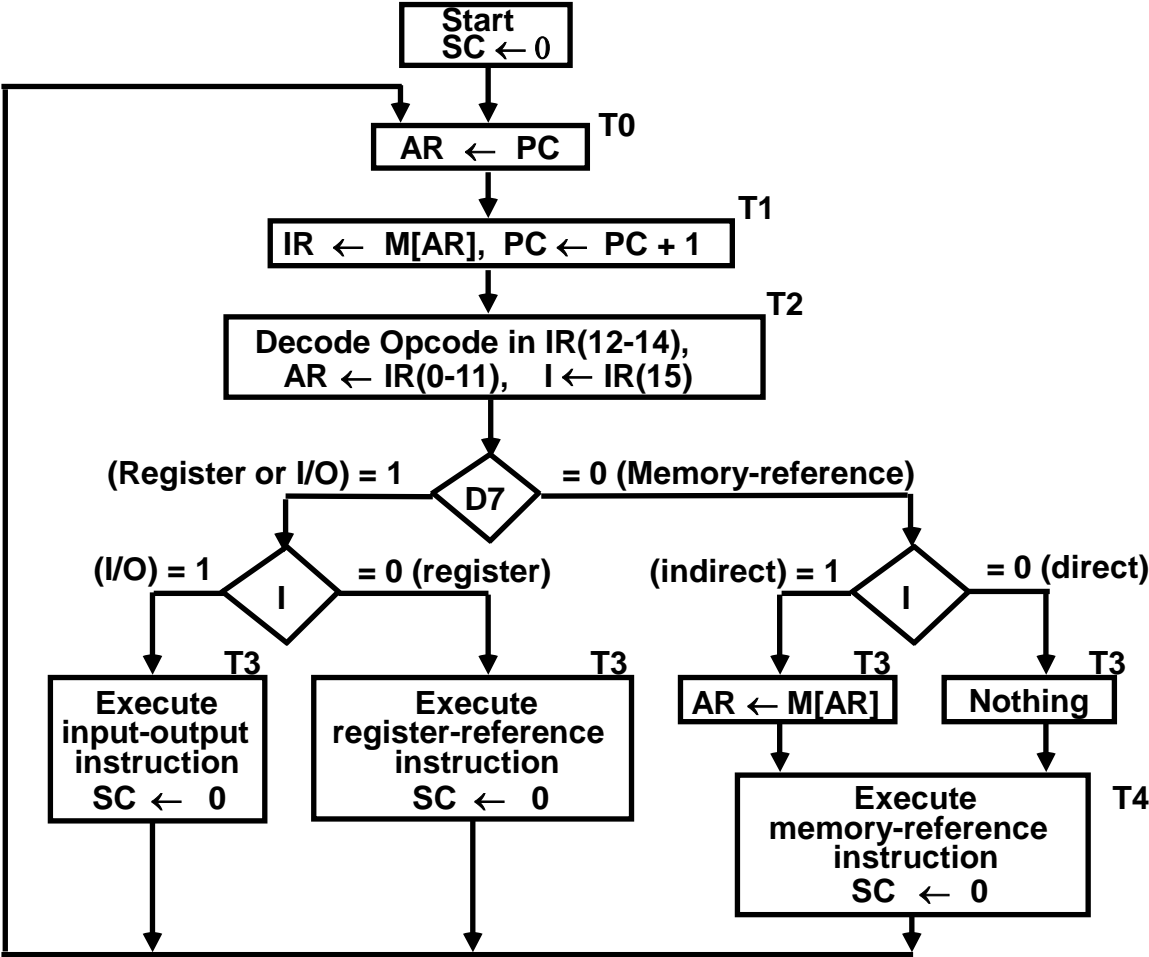 Start
SC ← 0
T0
AR ← PC
T1
IR ← M[AR], PC ← PC + 1
T2
Decode Opcode in IR(12-14),
AR ← IR(0-11), I ← IR(15)
(Register or I/O) = 1
D7
= 0 (Memory-reference)
(I/O) = 1
I
= 0 (register)
(indirect) = 1
I
= 0 (direct)
T3
Execute
input-output
instruction
SC ← 0
T3
Execute
register-reference
instruction
SC ← 0
T3
AR ← M[AR]
T3
Nothing
T4
Execute
memory-reference
instruction
SC ← 0